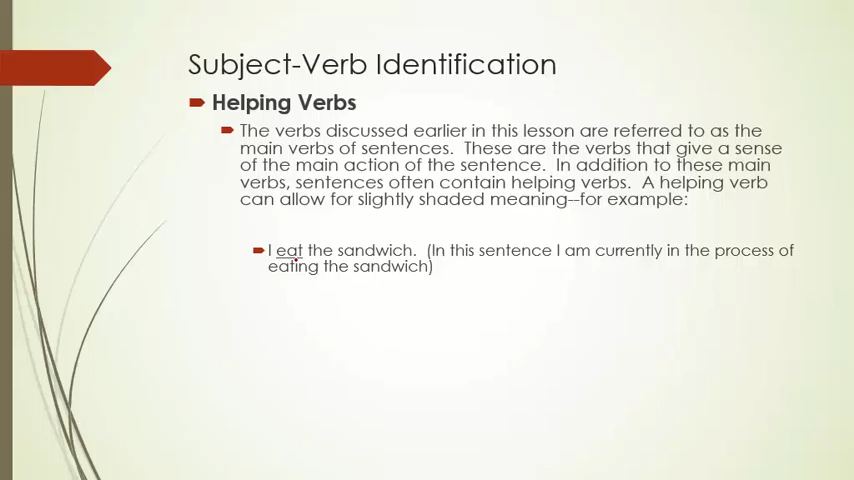 Subject-Verb Identification
Helping Verbs
The verbs discussed earlier in this lesson are referred to as the
main verbs of sentences.  These are the verbs that give a sense
of the main action of the sentence.  In addition to these main
verbs, sentences often contain helping verbs.  A helping verb
can allow for slightly shaded meaning--for example:
I eat the sandwich.  (In this sentence I am currently in the process of
eating the sandwich)